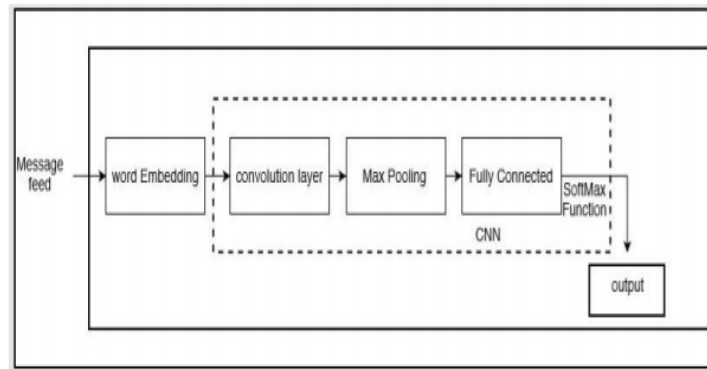 Message
feed
word Embedding
convolution layer
Max Pooling
Fully Connected
SoftMax
Function
CNN
output